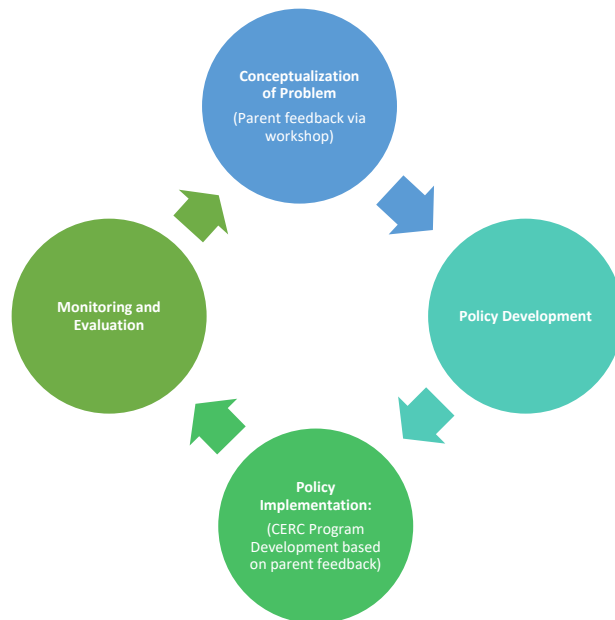 Conceptualization
of Problem
(Parent feedback via
workshop)
Policy Development
Policy
Implementation:
(CERC Program
Development based
on parent feedback)
Monitoring and
Evaluation